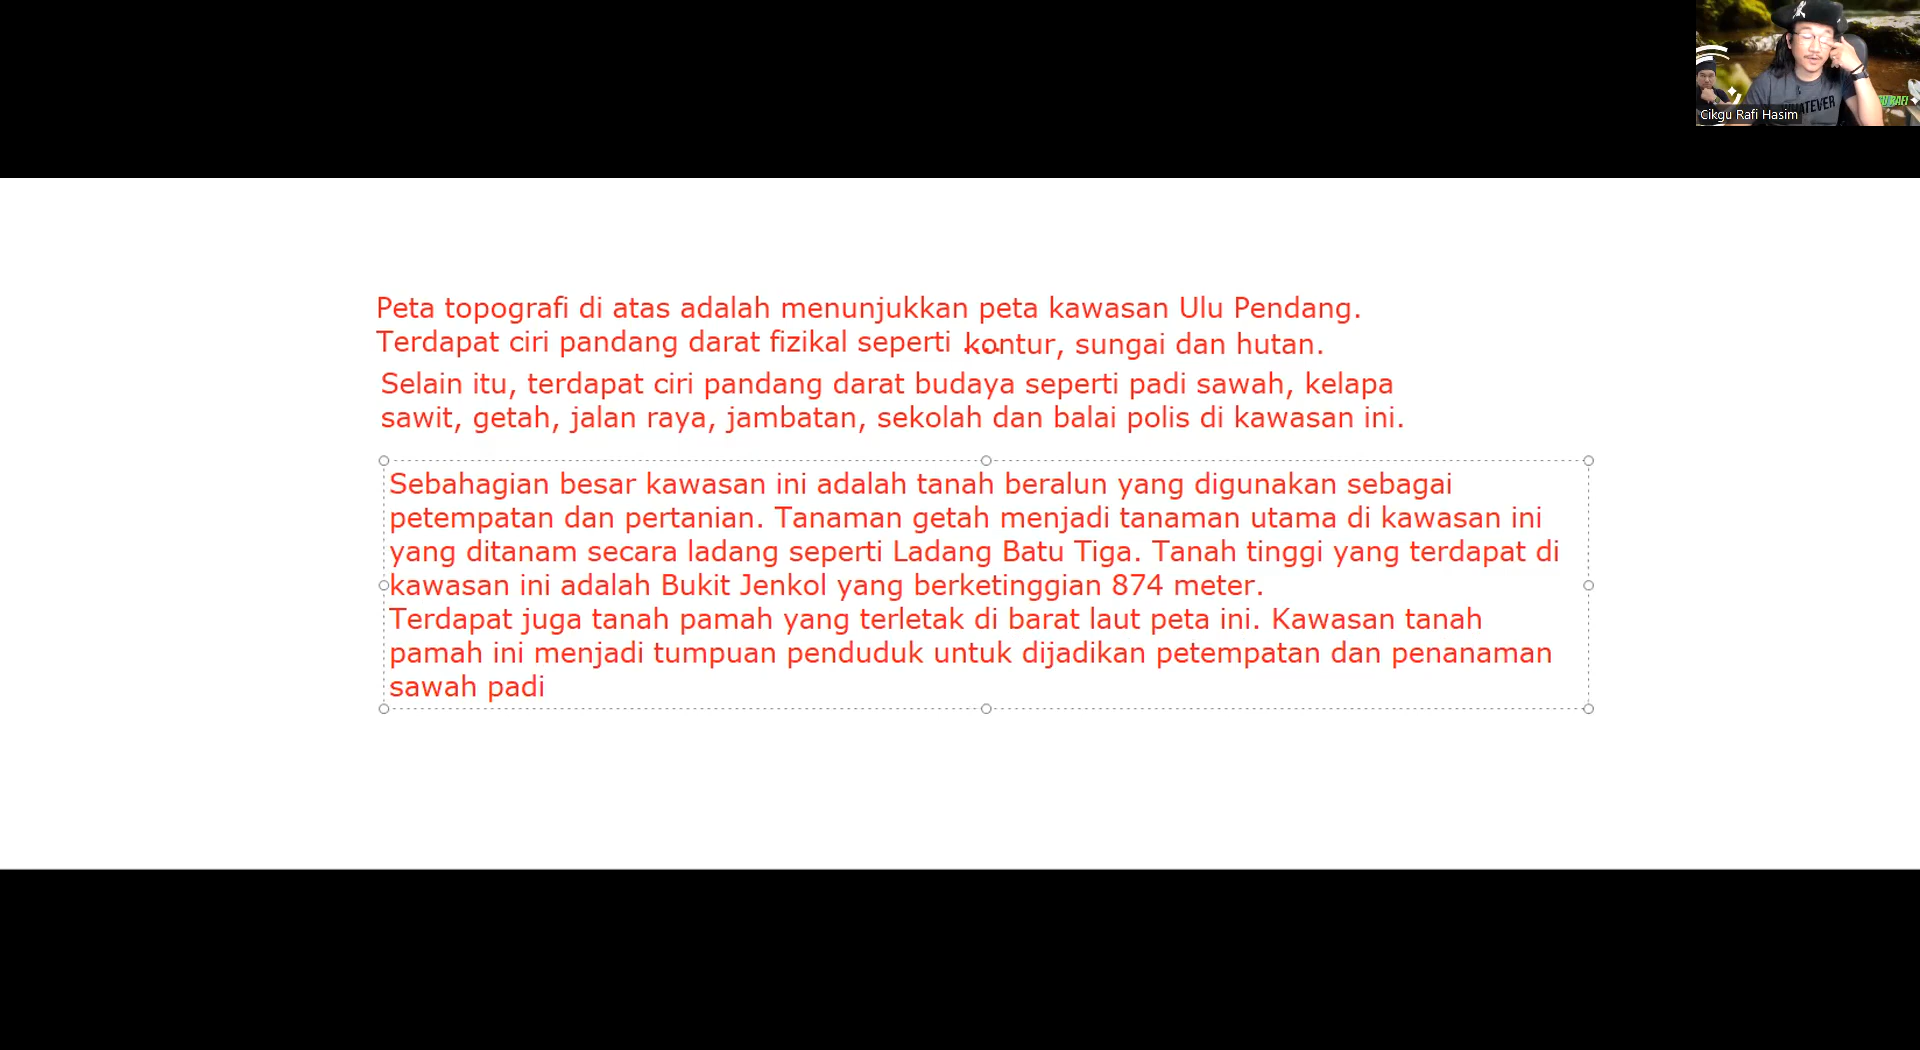 Cikgu Rafi Hasim
Peta topografi di atas adalah menunjukkan peta kawasan Ulu Pendang.
Terdapat ciri pandang darat fizikal seperti ... kontur, sungai dan hutan.
Selain itu, terdapat ciri pandang darat budaya seperti padi sawah, kelapa
sawit, getah, jalan raya, jambatan, sekolah dan balai polis di kawasan ini.
Sebahagian besar kawasan ini adalah tanah beralun yang digunakan sebagai
petempatan dan pertanian. Tanaman getah menjadi tanaman utama di kawasan ini
yang ditanam secara ladang seperti Ladang Batu Tiga. Tanah tinggi yang terdapat di
kawasan ini adalah Bukit Jenkol yang berketinggian 874 meter.
Terdapat juga tanah pamah yang terletak di barat laut peta ini. Kawasan tanah
pamah ini menjadi tumpuan penduduk untuk dijadikan petempatan dan penanaman
sawah padi